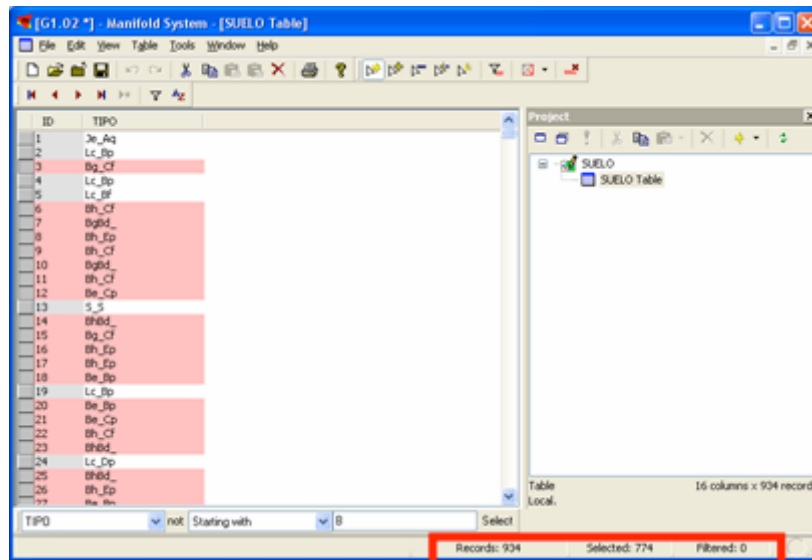 [G1.02 *] - Manifold System - [SUELO Table]
File Edit View Table Tools Window Help
ID TIPO
1 Je_Aq
2 Lc_Bp
3 Bg_Cf
4 Lc_Bp
5 Lc_Bf
6 Bh_Cf
7 BgBd_
8 Bh_Ep
9 Bh_Cf
10 BgBd_
11 Bh_Cf
12 Be_Cp
13 S_S
14 BhBd_
15 Bg_Cf
16 Bh_Ep
17 Bh_Ep
18 Be_Bp
19 Lc_Bp
20 Be_Bp
21 Be_Cp
22 Bh_Cf
23 BhBd_
24 Lc_Dp
25 BhBd_
26 Bh_Ep
27
TIPO not Starting with B Select
Project
SUELO
SUELO Table
Table 16 columns x 934 record
Local.
Records: 934 Selected: 774 Filtered: 0